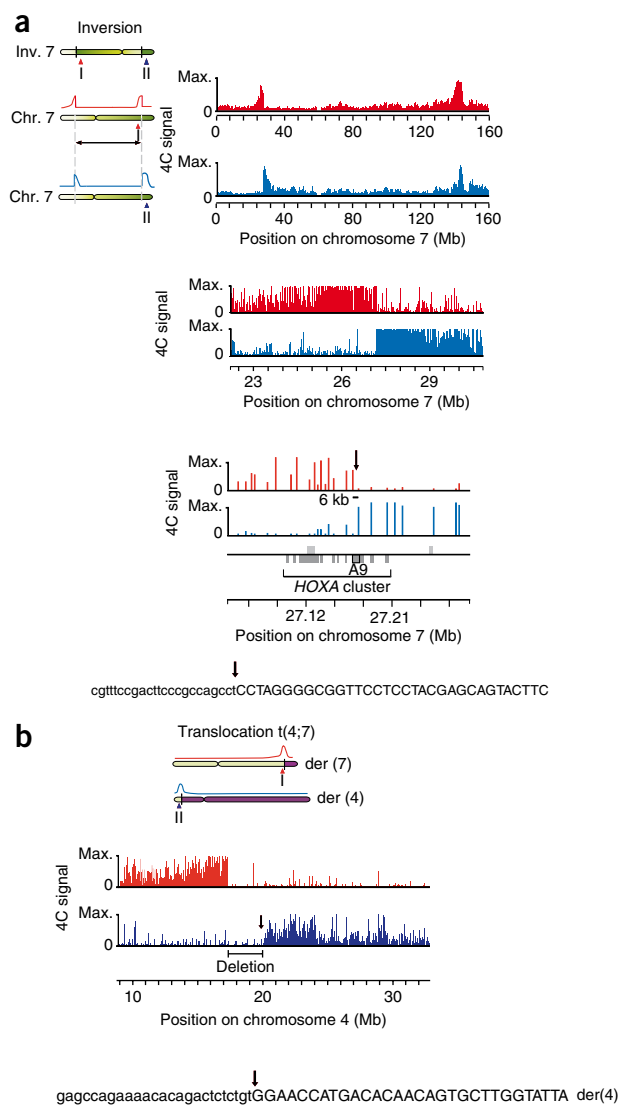 a
Inversion
Inv. 7
I
II
Chr. 7
I
Chr. 7
II
4C signal
Max.
0
0 40 80 120 160
Max.
0
0 40 80 120 160
Position on chromosome 7 (Mb)
4C signal
Max.
0
Max.
0
23 26 29
Position on chromosome 7 (Mb)
4C signal
Max.
0
6 kb
Max.
0
A9
HOXA cluster
27.12 27.21
Position on chromosome 7 (Mb)
cgtttccgacttcccgccagcctCCTAGGGGCGGTTCCTCCTACGAGCAGTACTTC
b
Translocation t(4;7)
der (7)
I
der (4)
II
4C signal
Max.
0
Max.
0
Deletion
10 20 30
Position on chromosome 4 (Mb)
gagccagaaaacacagactctctgtGGAACCATGACACAACAGTGCTTGGTATTA der(4)